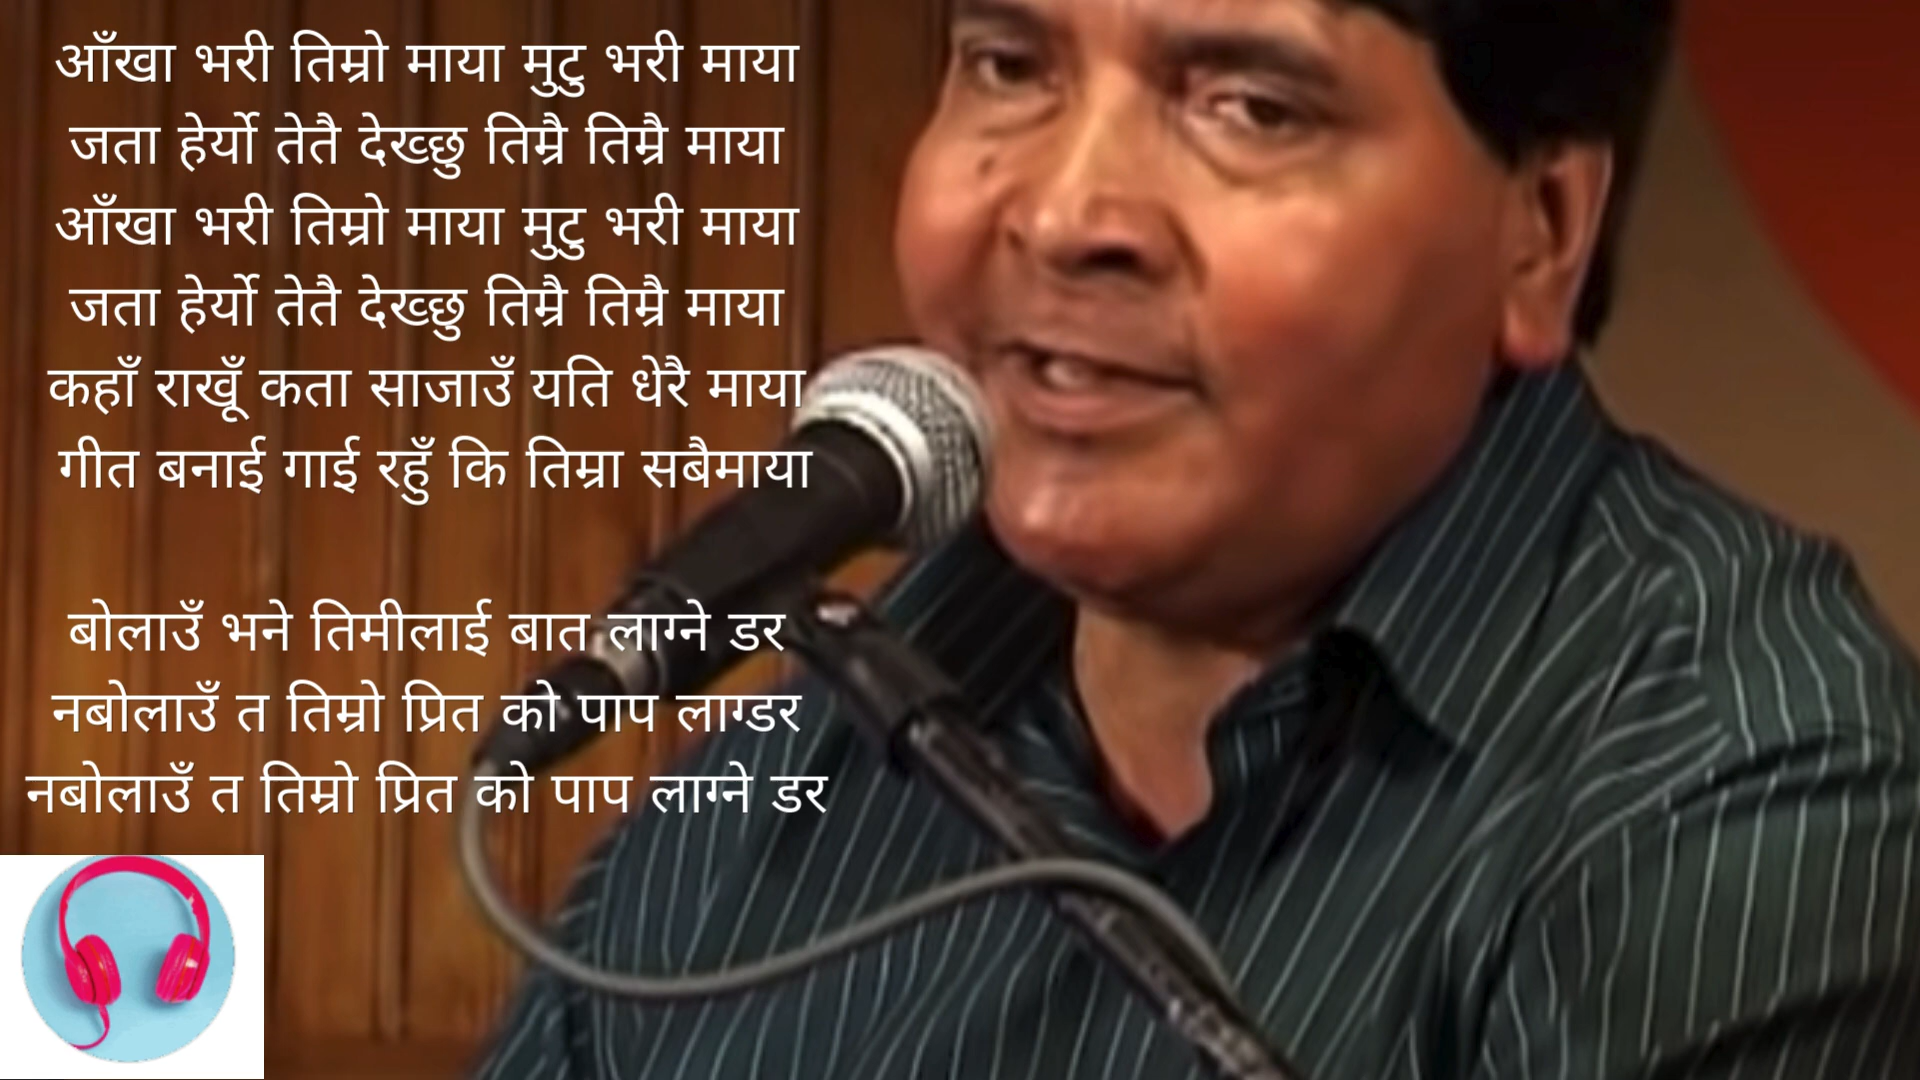 आँखा भरी तिम्रो माया मुटु भरी माया
जता हेर्यो तेतै देख्छु तिम्रै तिम्रै माया
आँखा भरी तिम्रो माया मुटु भरी माया
जता हेर्यो तेतै देख्छु तिम्रै तिम्रै माया
कहाँ राखूँ कता साजाउँ यति धेरै माया
गीत बनाई गाई रहुँ कि तिम्रा सबैमाया
बोलाउँ भने तिमीलाई बात लाग्ने डर
नबोलाउँ त तिम्रो प्रित को पाप लाग्डर
नबोलाउँ त तिम्रो प्रित को पाप लाग्ने डर